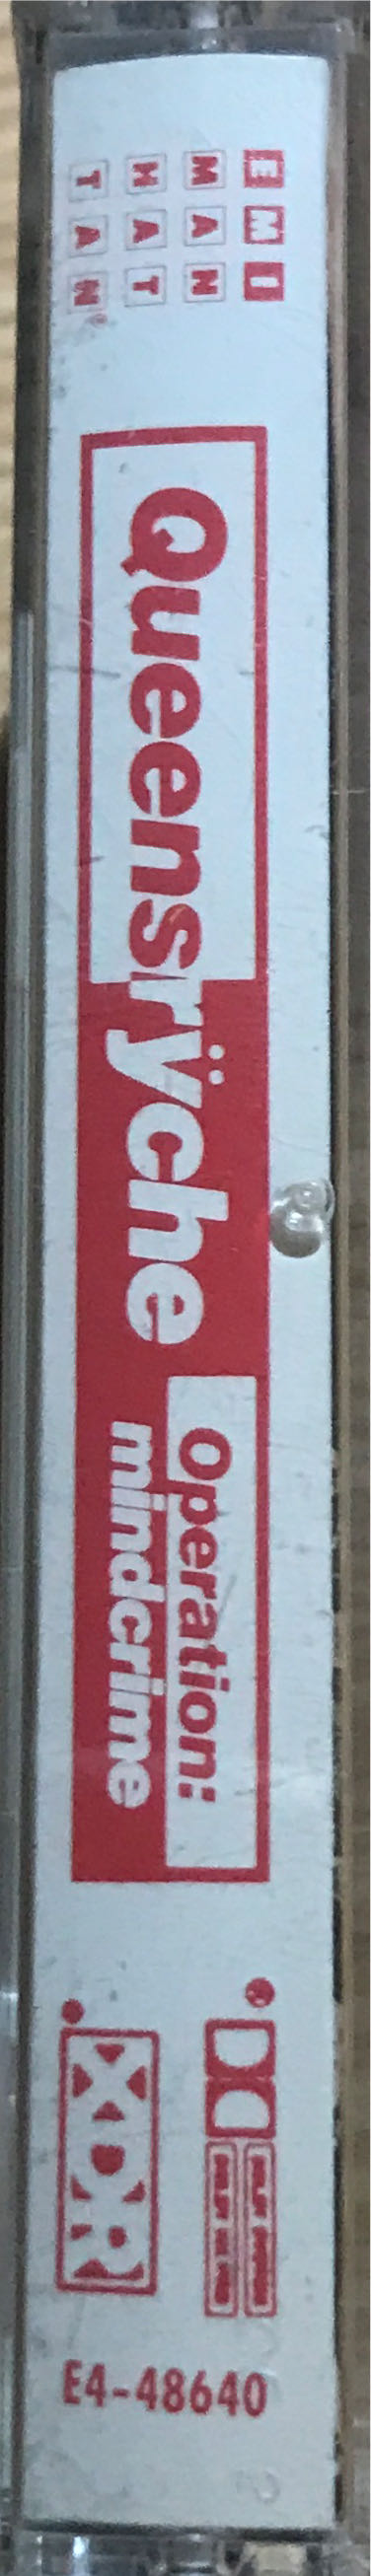 EMI
MAN
HAT
TAN®
Queensrÿche
Operation:
mindcrime
XDR
E4-48640